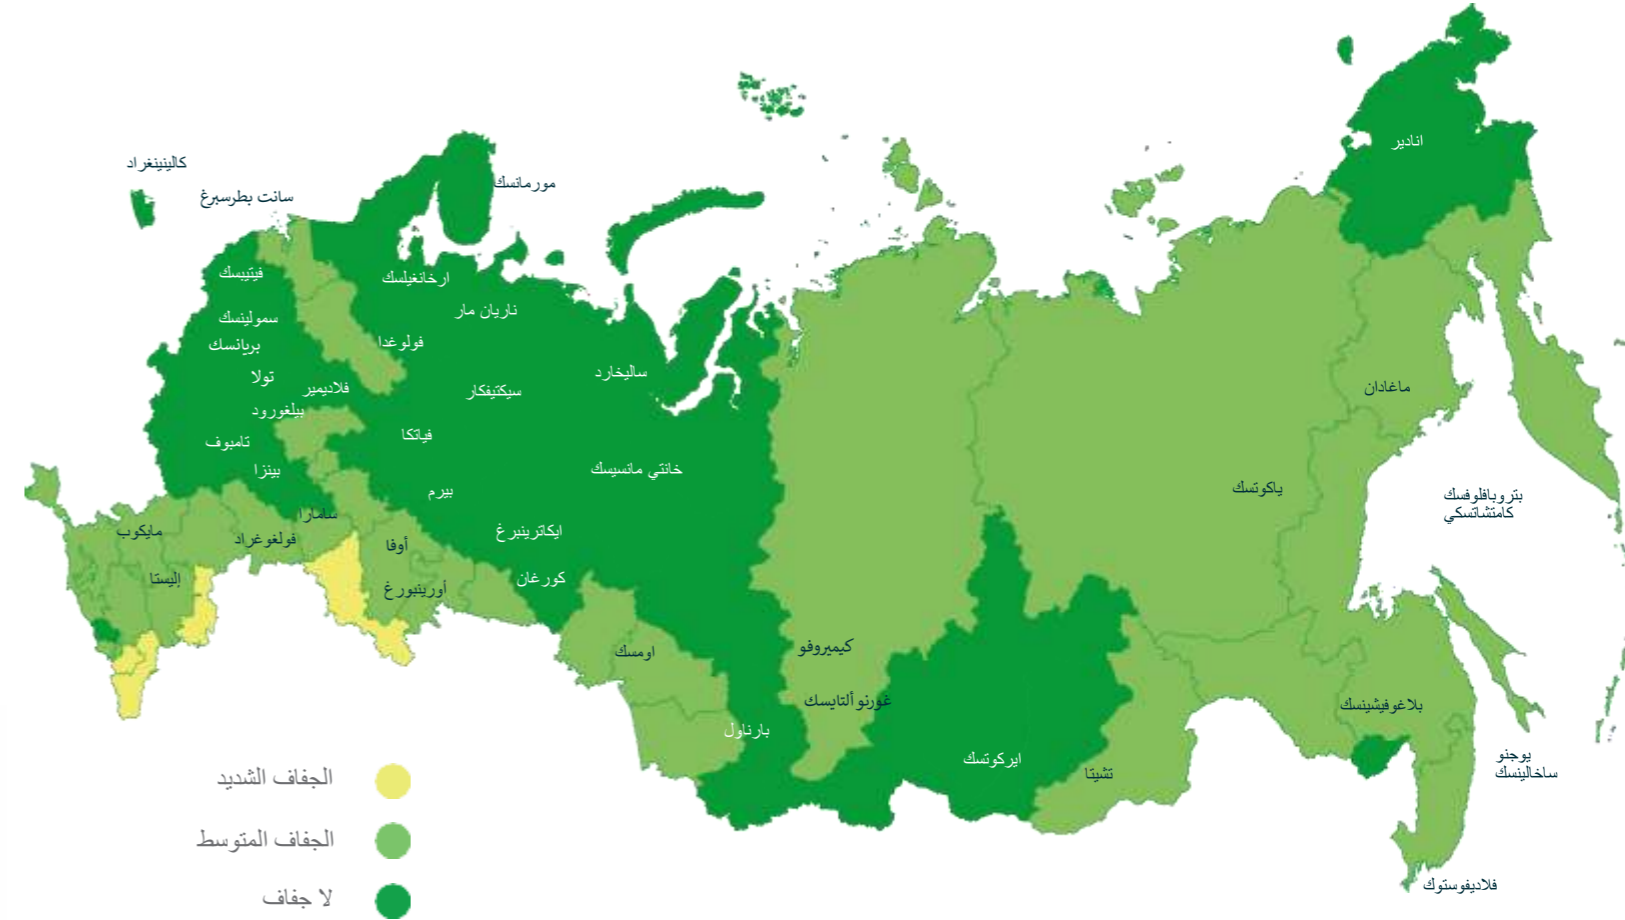 انادير
كالينينغراد
مورمانسك
سانت بطرسبرغ
فيتيبسك
ارخانغيلسك
ناريان مار
سمولينسك
فولوغدا
بريانسك
ساليخارد
تولا
فلاديمير
سيكتيفكار
ماغادان
بيلغورود
فياتكا
تامبوف
بينزا
خانتي مانسيسك
بيرم
ياكوتسك
بتروبافلوفسك
كامتشاتسكي
سامارا
مايكوب
فولغوغراد
ايكاترينبرغ
أوفا
إليستا
كورغان
أورينبورغ
كيميروفو
اومسك
غورنو ألتايسك
بلاغوفيشينسك
بارناول
ايركوتسك
يوجنو
ساخالينسك
تشيتا
فلاديفوستوك
الجفاف الشديد
الجفاف المتوسط
لا جفاف